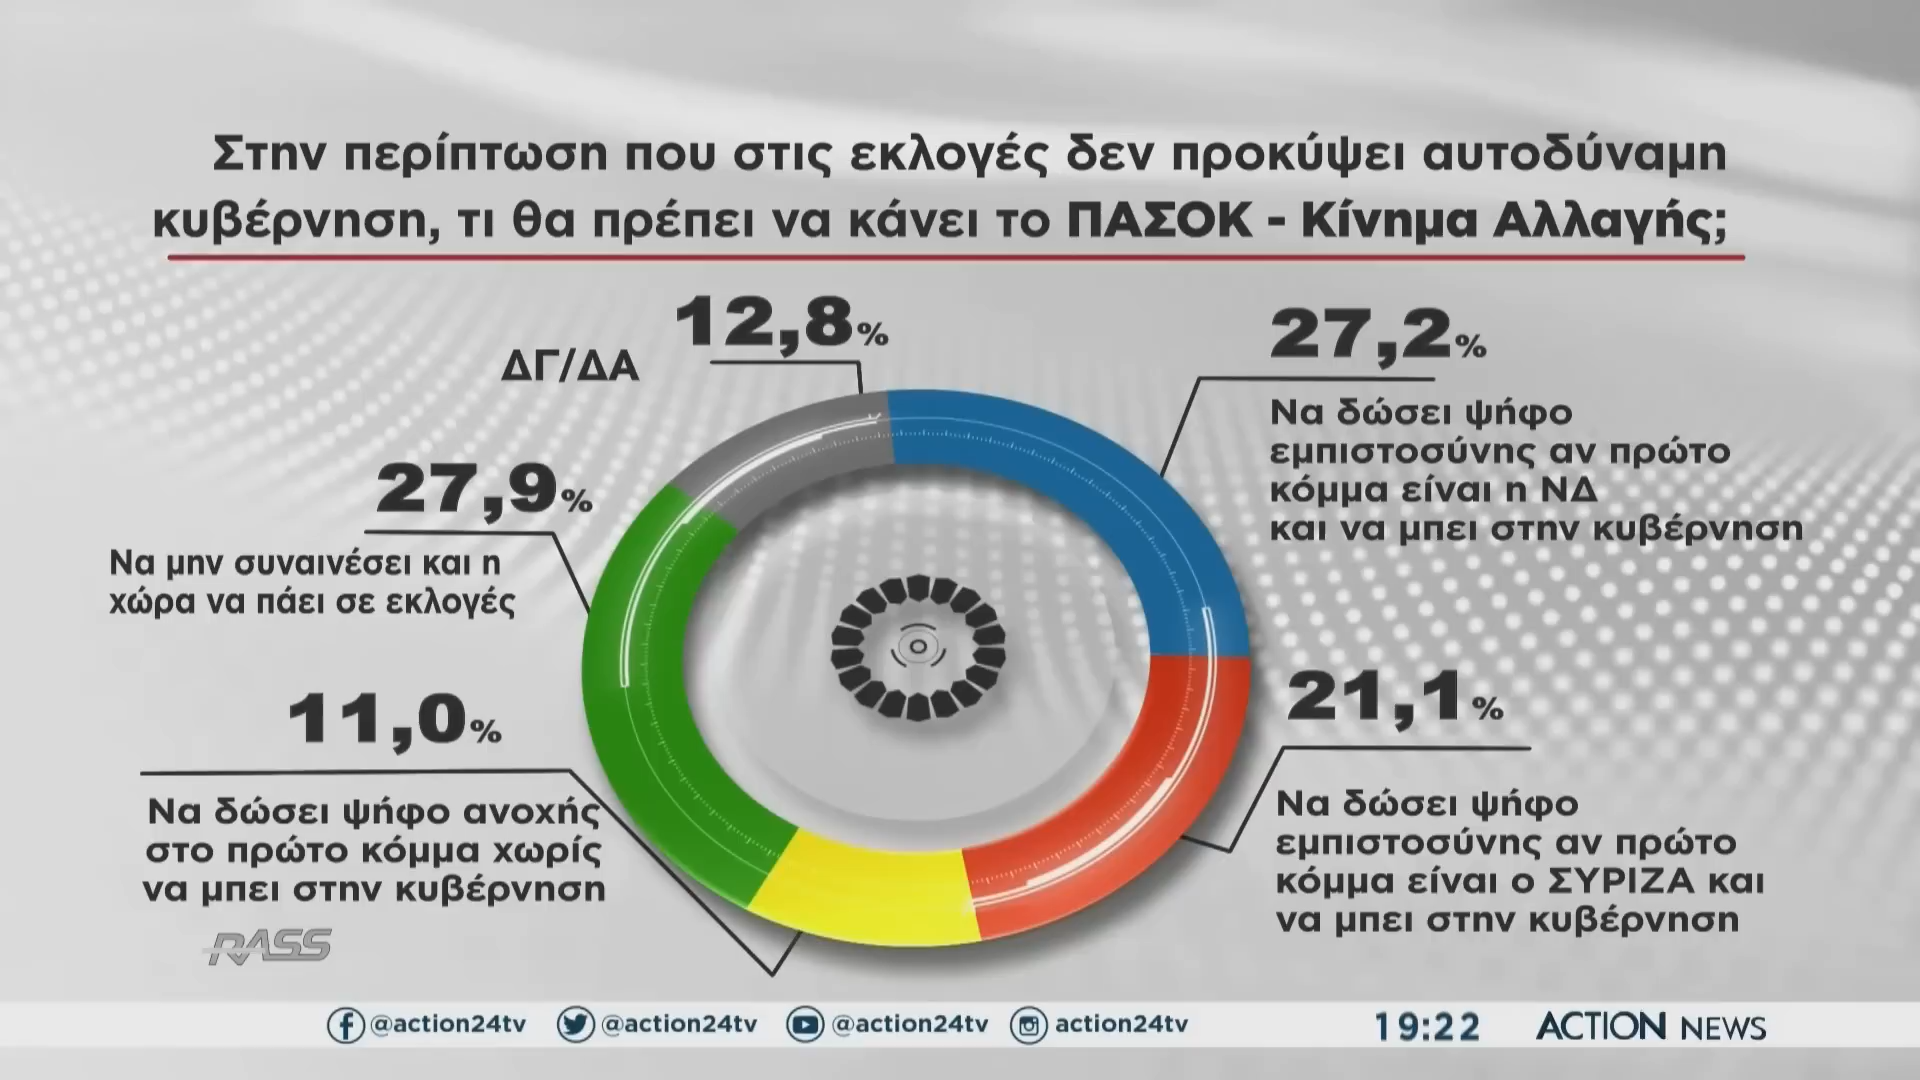 Στην περίπτωση που στις εκλογές δεν προκύψει αυτοδύναμη
κυβέρνηση, τι θα πρέπει να κάνει το ΠΑΣΟΚ - Κίνημα Αλλαγής;
12,8%
ΔΓ/ΔΑ
27,2%
Να δώσει ψήφο
εμπιστοσύνης αν πρώτο
κόμμα είναι η ΝΔ
και να μπει στην κυβέρνηση
27,9%
Να μην συναινέσει και η
χώρα να πάει σε εκλογές
21,1%
Να δώσει ψήφο
εμπιστοσύνης αν πρώτο
κόμμα είναι ο ΣΥΡΙΖΑ και
να μπει στην κυβέρνηση
11,0%
Να δώσει ψήφο ανοχής
στο πρώτο κόμμα χωρίς
να μπει στην κυβέρνηση
RASS
@action24tv @action24tv @action24tv action24tv 19:22 ACTION NEWS